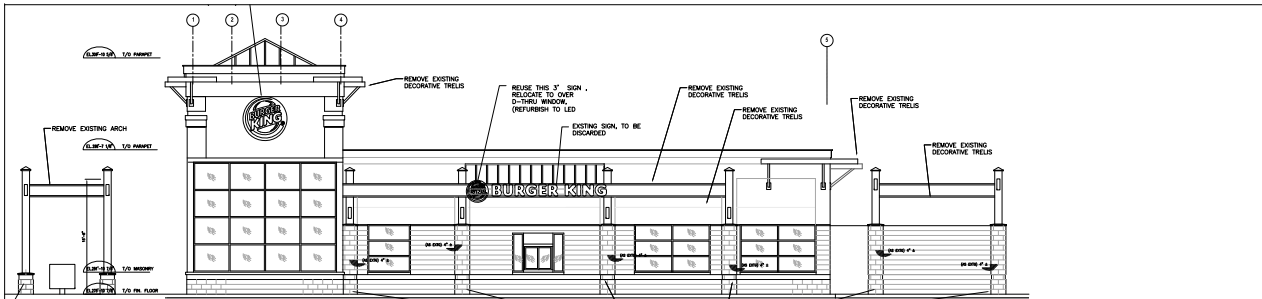 1 2 3 4
5
T/O PARAPET
REMOVE EXISTING
DECORATIVE TRELIS
REUSE THIS 3' SIGN ,
RELOCATE TO OVER
D-THRU WINDOW,
(REFURBISH TO LED
REMOVE EXISTING
DECORATIVE TRELIS
REMOVE EXISTING
DECORATIVE TRELIS
REMOVE EXISTING
DECORATIVE TRELIS
BURGER
KING
EXSTING SIGN, TO BE
DISCARDED
REMOVE EXISTING ARCH
T/O PARAPET
REMOVE EXISTING
DECORATIVE TRELIS
BURGER KING
T/O MASONRY
T/O FIN. FLOOR